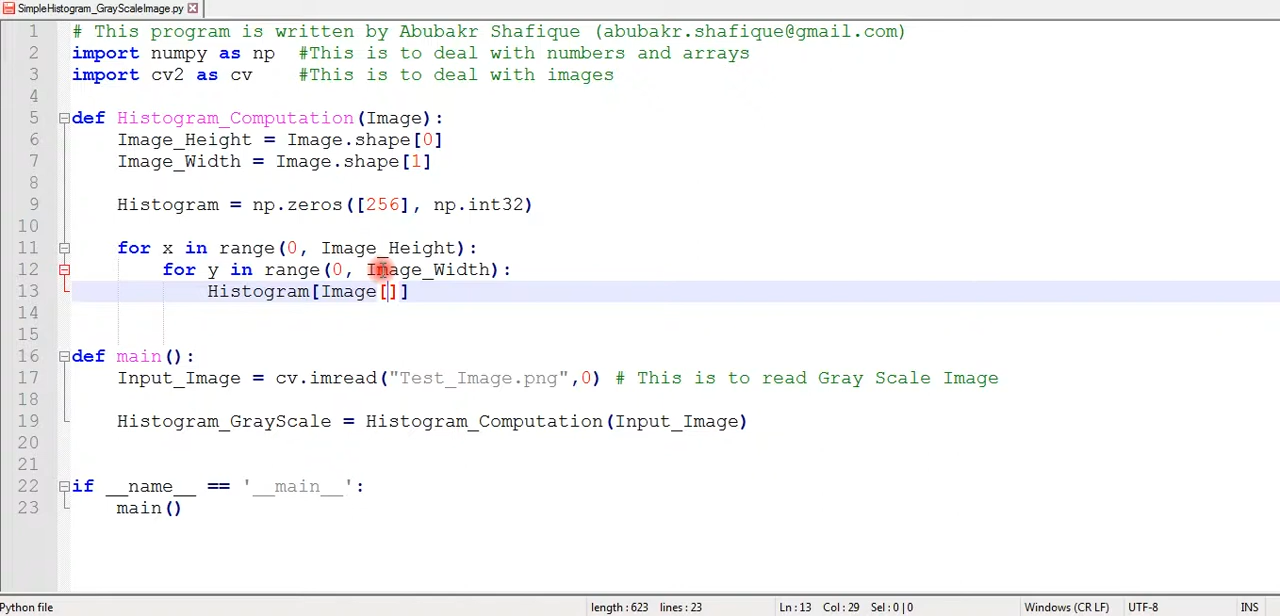 SimpleHistogram_GrayScaleImage.py
1 # This program is written by Abubakr Shafique (abubakr.shafique@gmail.com)
2 import numpy as np  #This is to deal with numbers and arrays
3 import cv2 as cv    #This is to deal with images
4
5 def Histogram_Computation(Image):
6     Image_Height = Image.shape[0]
7     Image_Width = Image.shape[1]
8
9     Histogram = np.zeros([256], np.int32)
10
11     for x in range(0, Image_Height):
12         for y in range(0, Image_Width):
13             Histogram[Image[]]
14
15
16 def main():
17     Input_Image = cv.imread("Test_Image.png",0) # This is to read Gray Scale Image
18
19     Histogram_GrayScale = Histogram_Computation(Input_Image)
20
21
22 if __name__ == '__main__':
23     main()
Python file length : 623 lines : 23 Ln : 13 Col : 29 Sel : 0 | 0 Windows (CR LF) UTF-8 INS